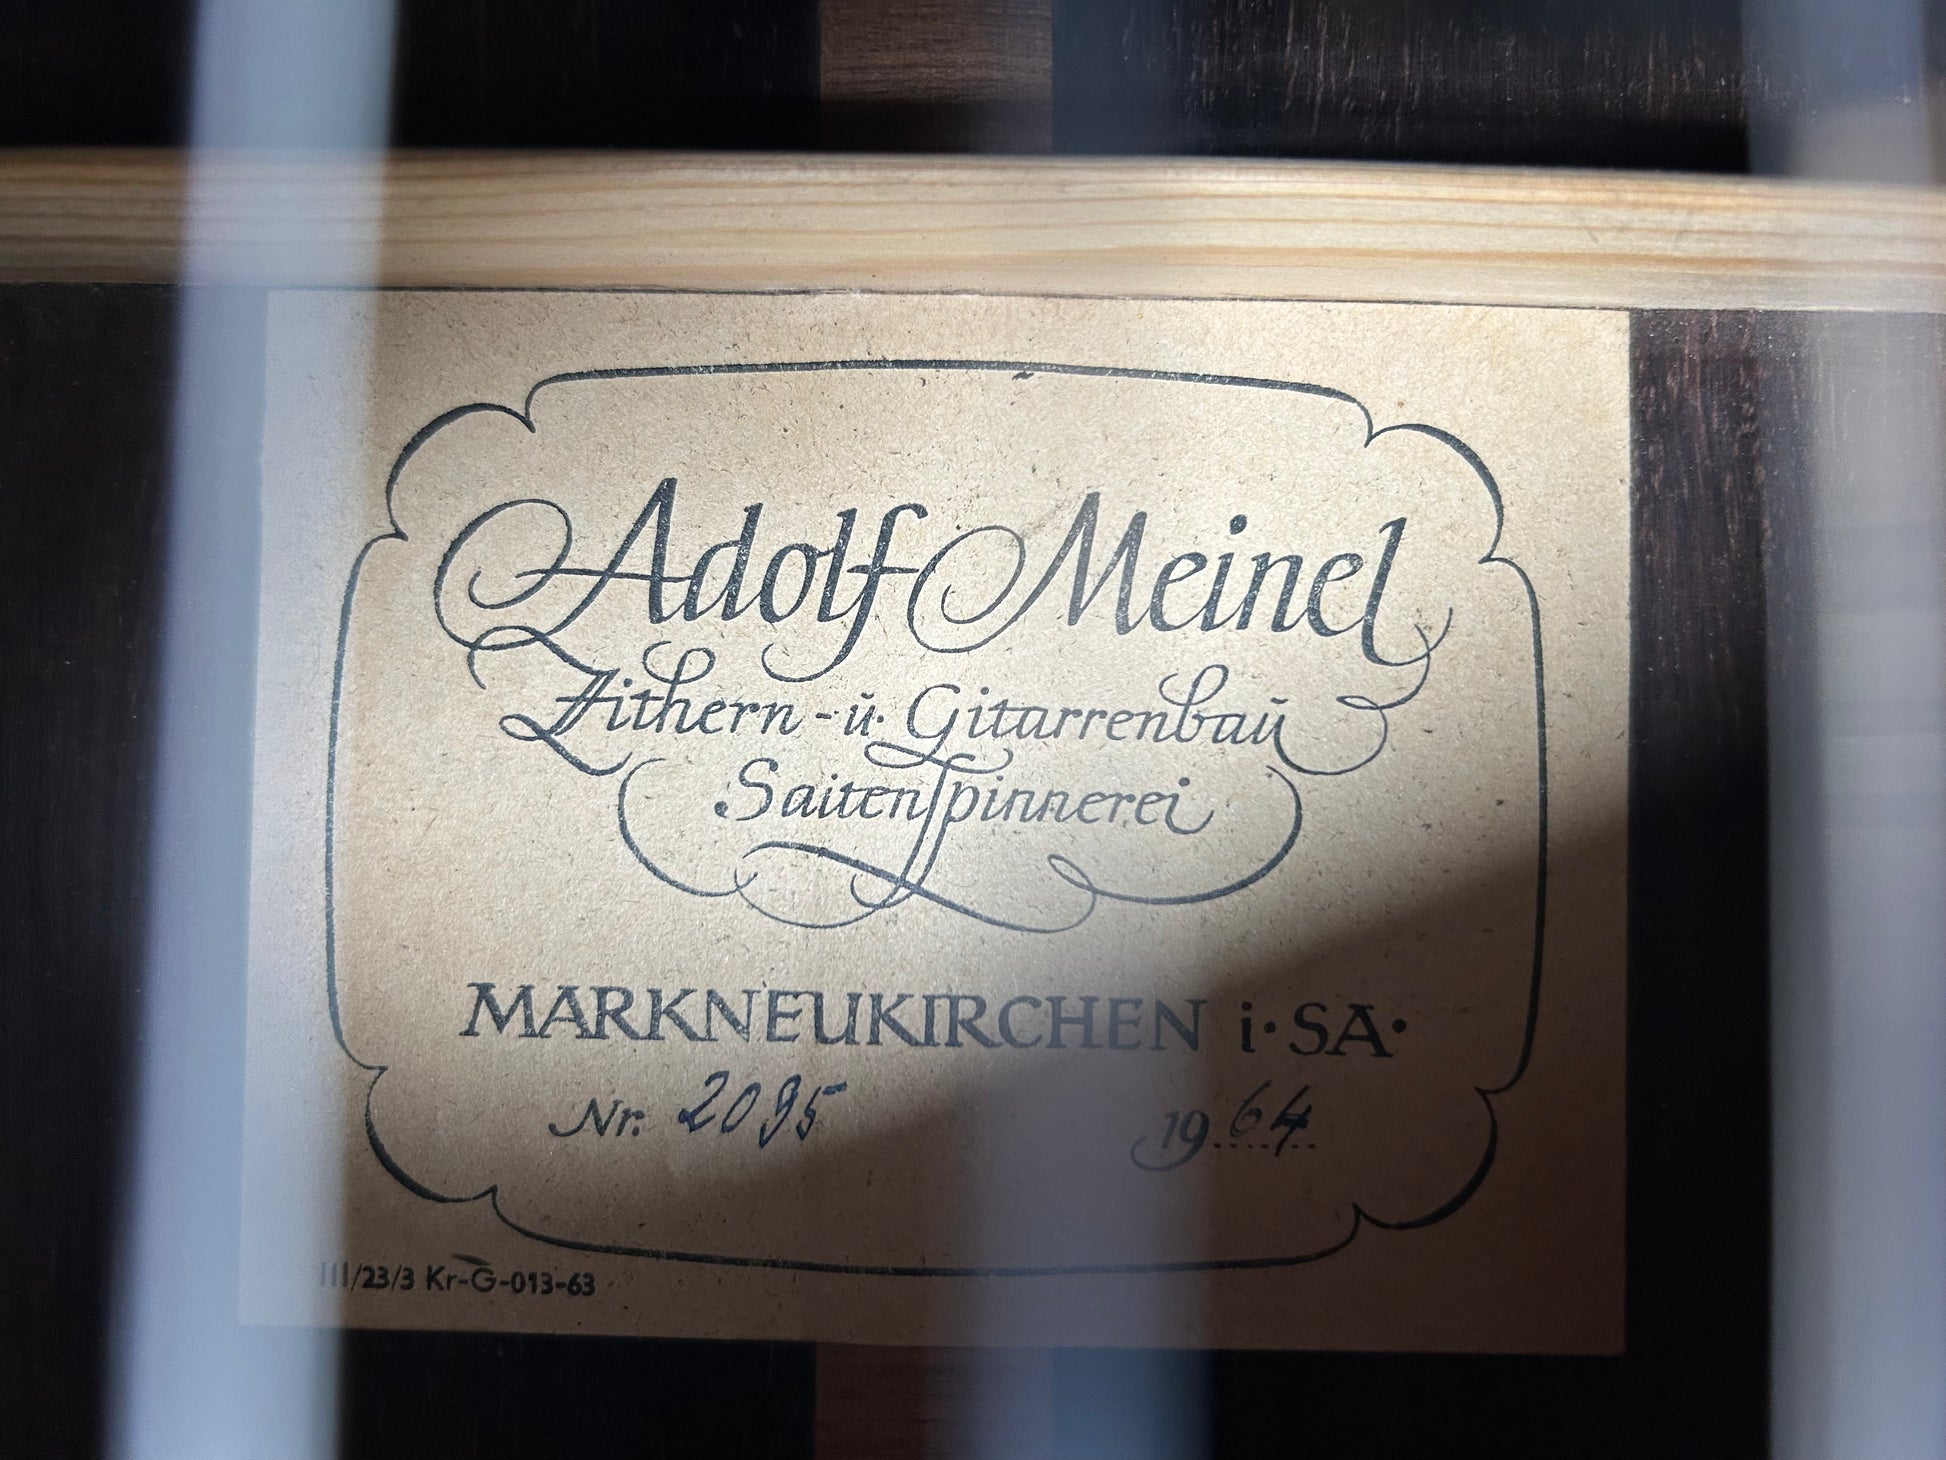 Adolf Meinel
Zithern-u. Gitarrenbau
Saitenspinnerei
MARKNEUKIRCHEN i. SA.
Nr. 2095 1964
III/23/3 Kr-G-013-63